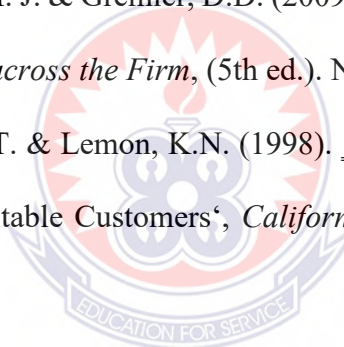 J. & Gremler, D.D. (2009
across the Firm, (5th ed.). N
T. & Lemon, K.N. (1998).
table Customers‘, Californ
EDUCATION FOR SERVICE